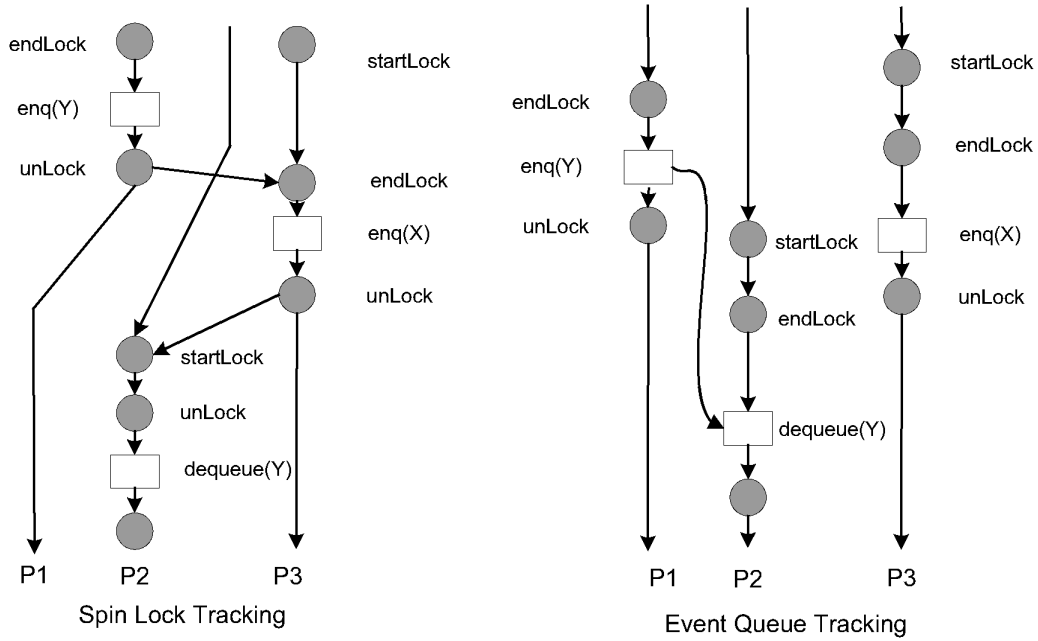 endLock
startLock
enq(Y)
unLock
endLock
enq(X)
unLock
startLock
unLock
dequeue(Y)
P1
P2
P3
Spin Lock Tracking
startLock
endLock
endLock
enq(Y)
unLock
startLock
enq(X)
endLock
unLock
dequeue(Y)
P1
P2
P3
Event Queue Tracking